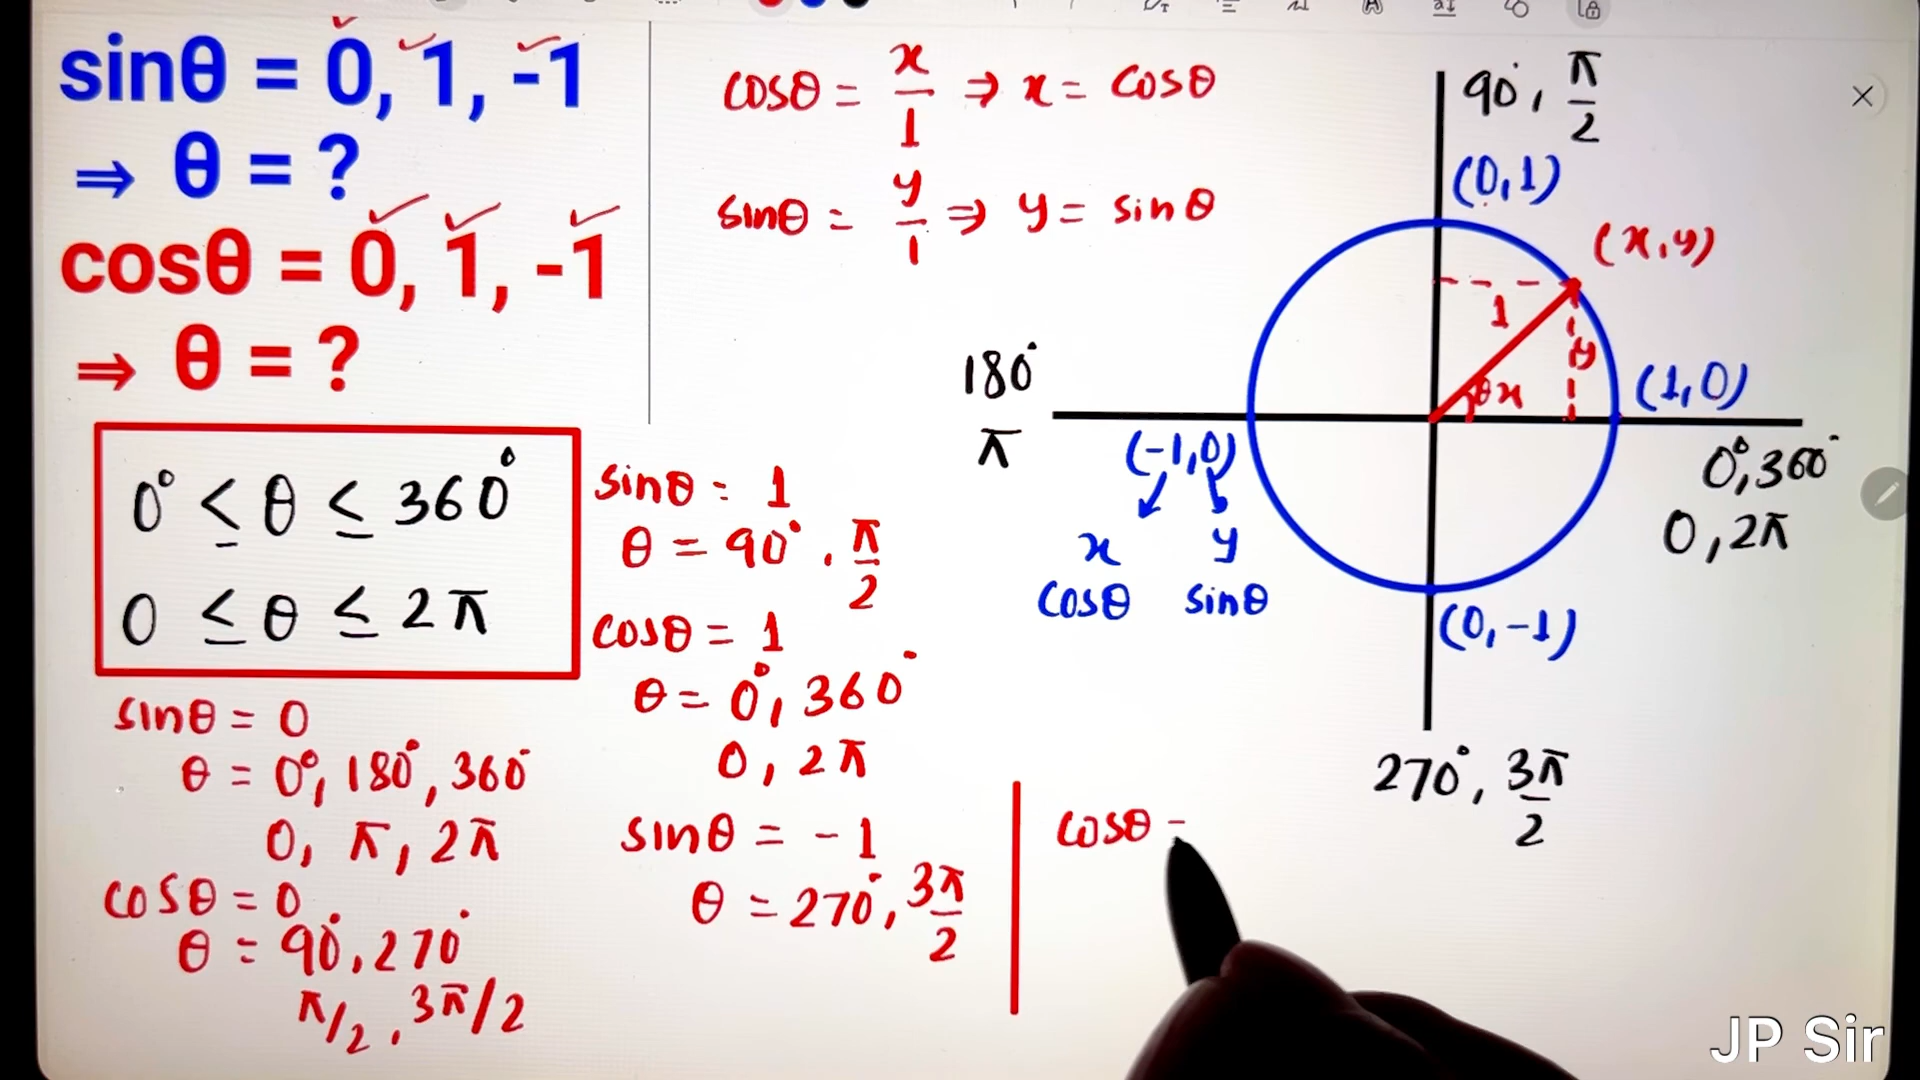 sinθ = 0, 1, -1
⇒ θ = ?
cosθ = 0, 1, -1
⇒ θ = ?
0° ≤ θ ≤ 360°
0 ≤ θ ≤ 2π
sinθ = 0
θ = 0°, 180°, 360°
0, π, 2π
cosθ = 0
θ = 90°, 270°
π/2, 3π/2
cosθ = x/1 ⇒ x = cosθ
sinθ = y/1 ⇒ y = sinθ
sinθ = 1
θ = 90°, π/2
cosθ = 1
θ = 0°, 360°
0, 2π
sinθ = -1
θ = 270°, 3π/2
cosθ =
90°, π/2
(0,1)
(x,y)
1
y
θ x
(1,0)
180°
π
0°, 360°
0, 2π
(-1,0)
x y
cosθ sinθ
(0,-1)
270°, 3π/2
JP Sir